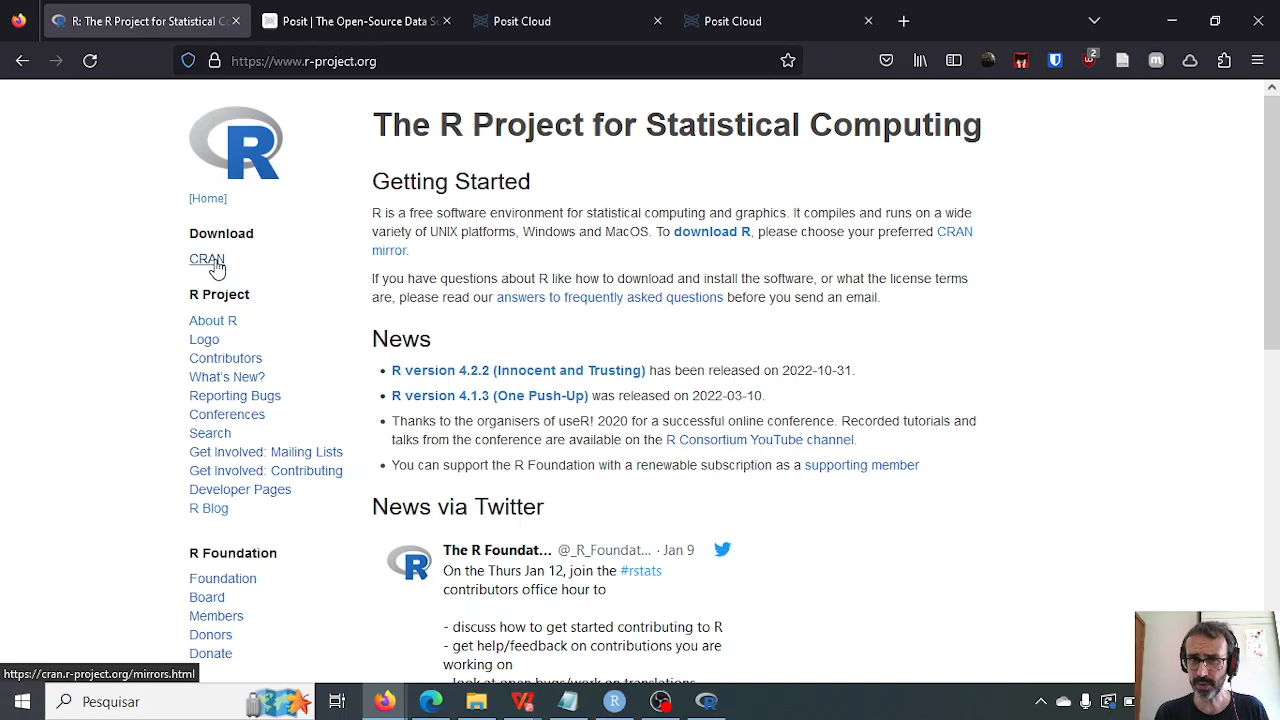 R: The R Project for Statistical C
Posit | The Open-Source Data Sc
Posit Cloud
Posit Cloud
https://www.r-project.org
2
R
[Home]
Download
CRAN
R Project
About R
Logo
Contributors
What's New?
Reporting Bugs
Conferences
Search
Get Involved: Mailing Lists
Get Involved: Contributing
Developer Pages
R Blog
R Foundation
Foundation
Board
Members
Donors
Donate
The R Project for Statistical Computing
Getting Started
R is a free software environment for statistical computing and graphics. It compiles and runs on a wide
variety of UNIX platforms, Windows and MacOS. To download R, please choose your preferred CRAN
mirror.
If you have questions about R like how to download and install the software, or what the license terms
are, please read our answers to frequently asked questions before you send an email.
News
• R version 4.2.2 (Innocent and Trusting) has been released on 2022-10-31.
• R version 4.1.3 (One Push-Up) was released on 2022-03-10.
• Thanks to the organisers of useR! 2020 for a successful online conference. Recorded tutorials and
talks from the conference are available on the R Consortium YouTube channel.
• You can support the R Foundation with a renewable subscription as a supporting member
News via Twitter
The R Foundat... @_R_Foundat... · Jan 9
On the Thurs Jan 12, join the #rstats
contributors office hour to
- discuss how to get started contributing to R
- get help/feedback on contributions you are
working on
- look at open bugs/work on translations
https://cran.r-project.org/mirrors.html
Pesquisar